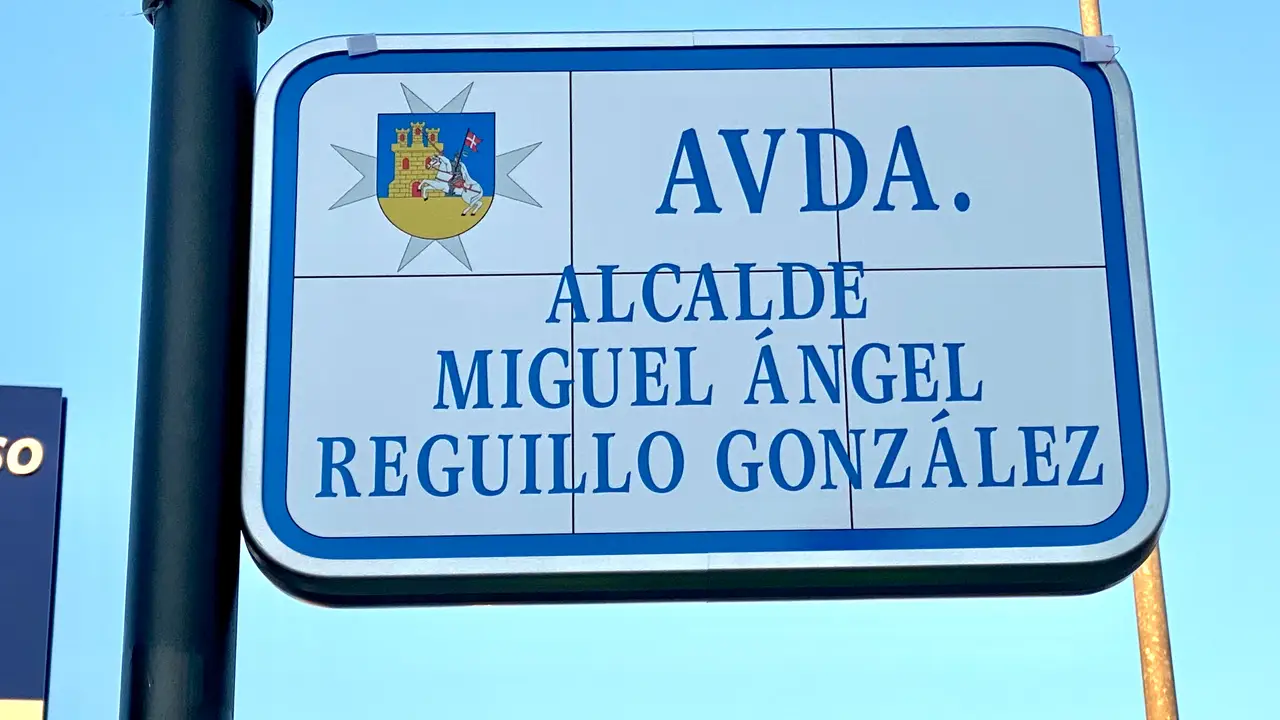 AVDA.
ALCALDE
MIGUEL ÁNGEL
REGUILLO GONZÁLEZ